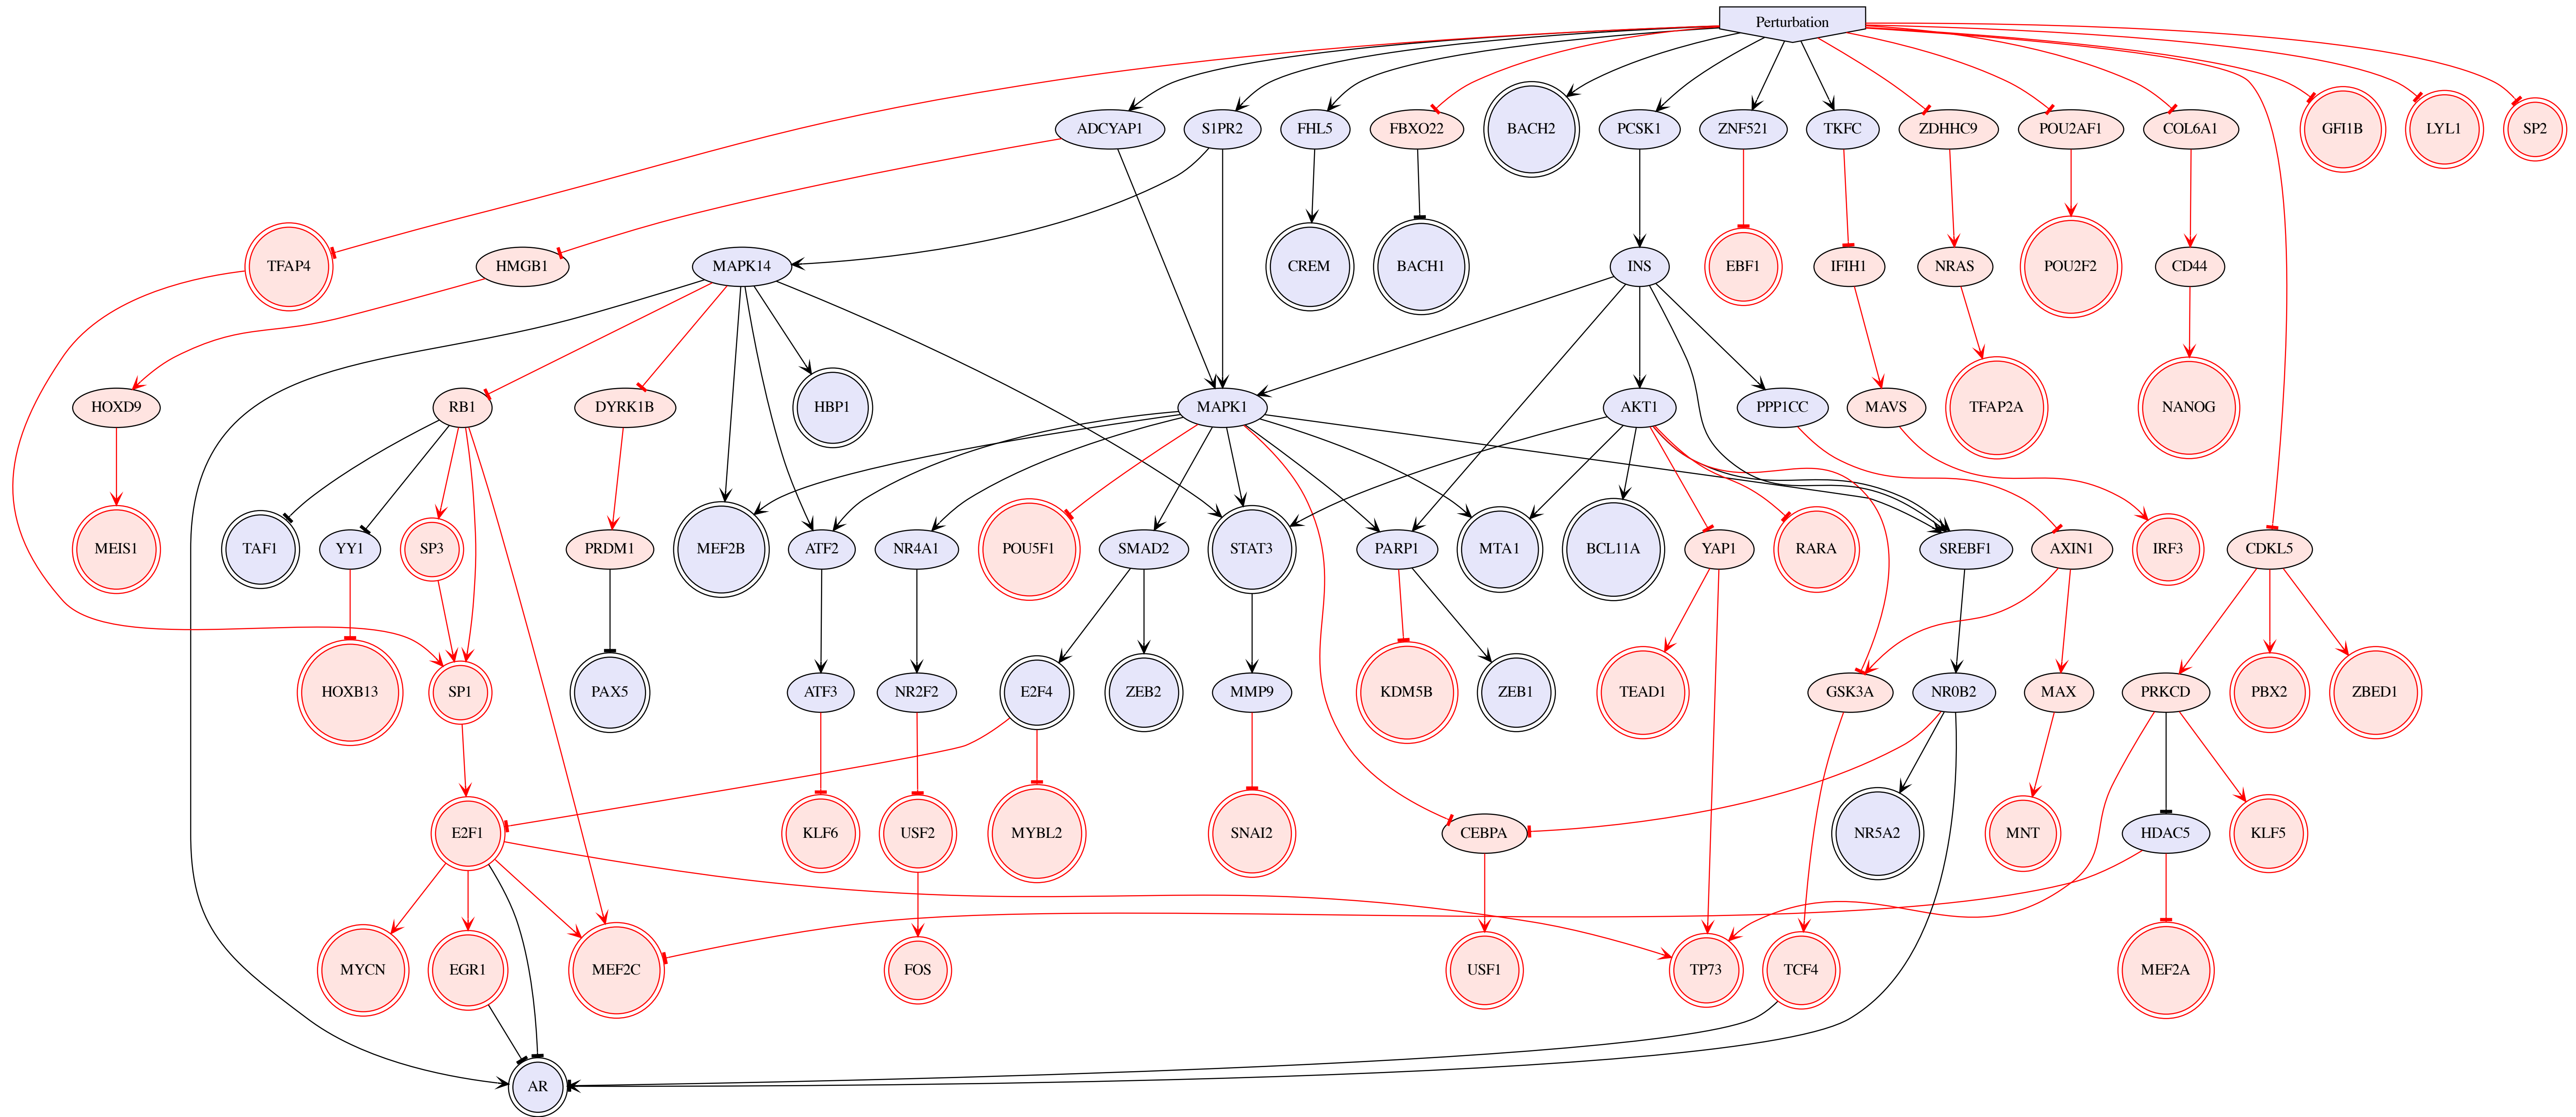 Perturbation
ADCYAP1
S1PR2
FHL5
FBXO22
BACH2
PCSK1
ZNF521
TKFC
ZDHHC9
POU2AF1
COL6A1
GFI1B
LYL1
SP2
TFAP4
HMGB1
MAPK14
CREM
BACH1
INS
EBF1
IFIH1
NRAS
POU2F2
CD44
HOXD9
RB1
DYRK1B
HBP1
MAPK1
AKT1
PPP1CC
MAVS
TFAP2A
NANOG
MEIS1
TAF1
YY1
SP3
PRDM1
MEF2B
ATF2
NR4A1
POU5F1
SMAD2
STAT3
PARP1
MTA1
BCL11A
YAP1
RARA
SREBF1
AXIN1
IRF3
CDKL5
HOXB13
SP1
PAX5
ATF3
NR2F2
E2F4
ZEB2
MMP9
KDM5B
ZEB1
TEAD1
GSK3A
NR0B2
MAX
PRKCD
PBX2
ZBED1
E2F1
KLF6
USF2
MYBL2
SNAI2
CEBPA
NR5A2
MNT
HDAC5
KLF5
MYCN
EGR1
MEF2C
FOS
USF1
TP73
TCF4
MEF2A
AR